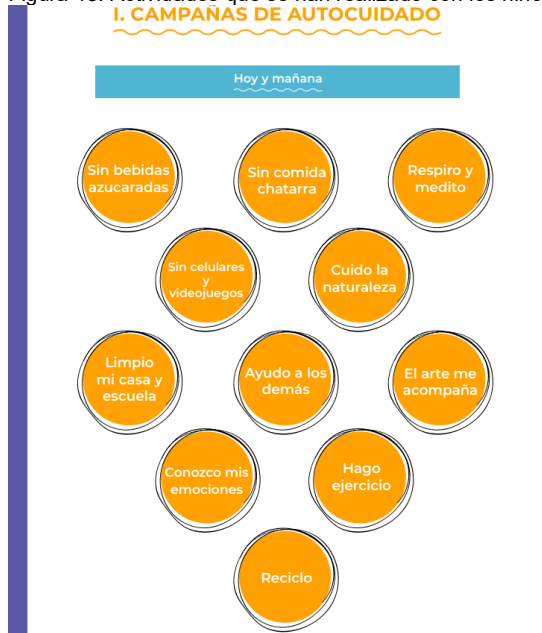 I. CAMPAÑAS DE AUTOCUIDADO
Hoy y mañana
Sin bebidas
azucaradas
Sin comida
chatarra
Respiro y
medito
Sin celulares
y
videojuegos
Cuido la
naturaleza
Limpio
mi casa y
escuela
Ayudo a los
demás
El arte me
acompaña
Conozco mis
emociones
Hago
ejercicio
Reciclo